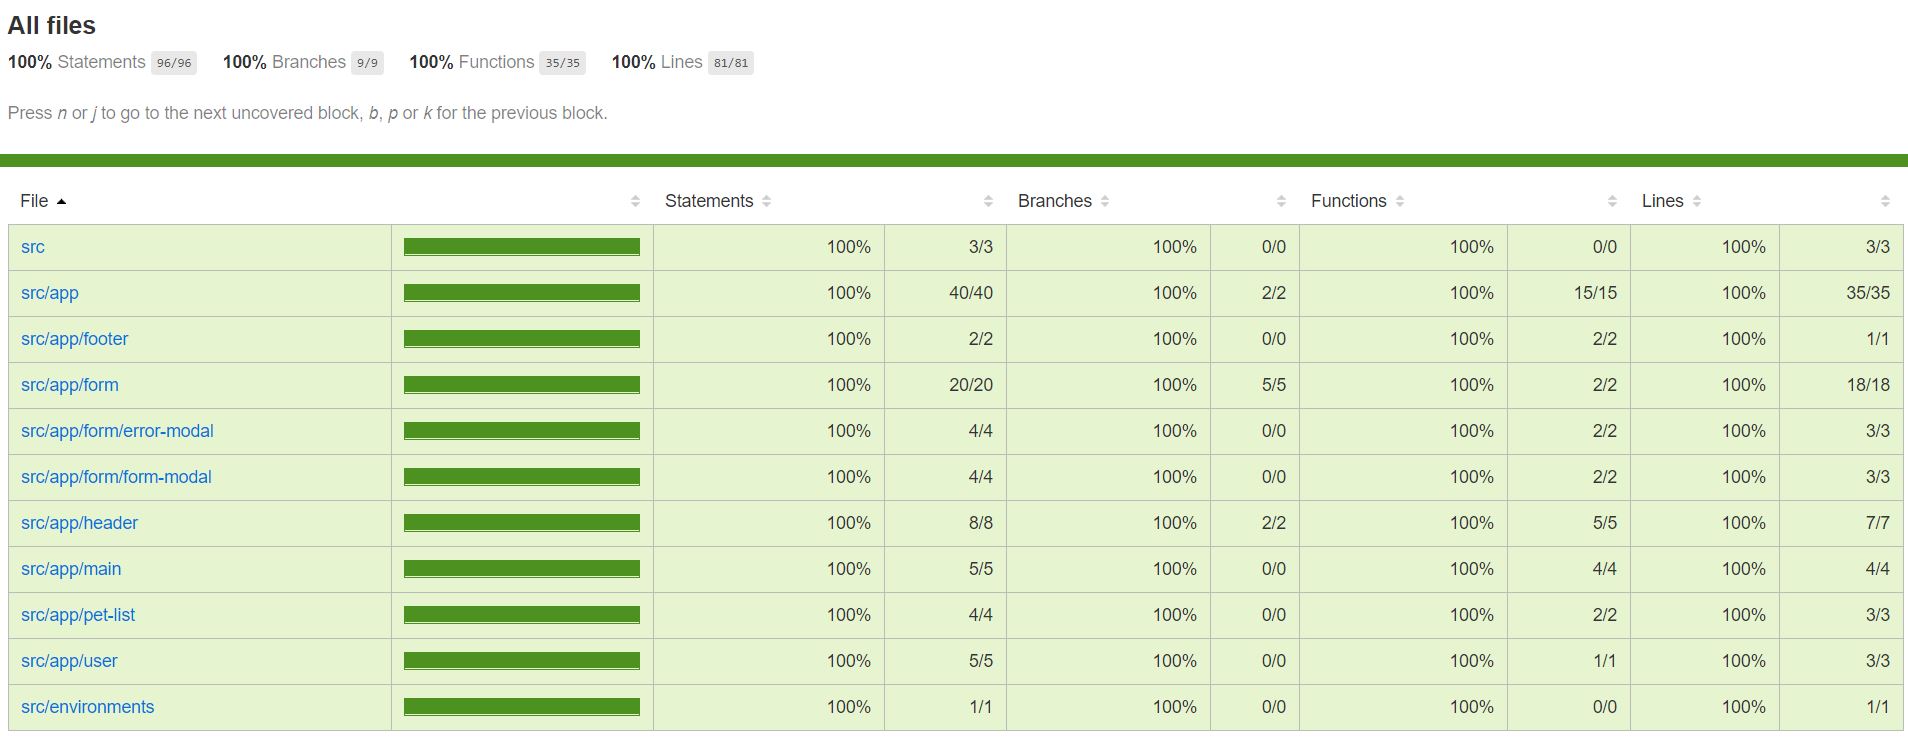 All files
100% Statements 96/96 100% Branches 9/9 100% Functions 35/35 100% Lines 81/81
Press n or j to go to the next uncovered block, b, p or k for the previous block.
File Statements Branches Functions Lines
src 100% 3/3 100% 0/0 100% 0/0 100% 3/3
src/app 100% 40/40 100% 2/2 100% 15/15 100% 35/35
src/app/footer 100% 2/2 100% 0/0 100% 2/2 100% 1/1
src/app/form 100% 20/20 100% 5/5 100% 2/2 100% 18/18
src/app/form/error-modal 100% 4/4 100% 0/0 100% 2/2 100% 3/3
src/app/form/form-modal 100% 4/4 100% 0/0 100% 2/2 100% 3/3
src/app/header 100% 8/8 100% 2/2 100% 5/5 100% 7/7
src/app/main 100% 5/5 100% 0/0 100% 4/4 100% 4/4
src/app/pet-list 100% 4/4 100% 0/0 100% 2/2 100% 3/3
src/app/user 100% 5/5 100% 0/0 100% 1/1 100% 3/3
src/environments 100% 1/1 100% 0/0 100% 0/0 100% 1/1